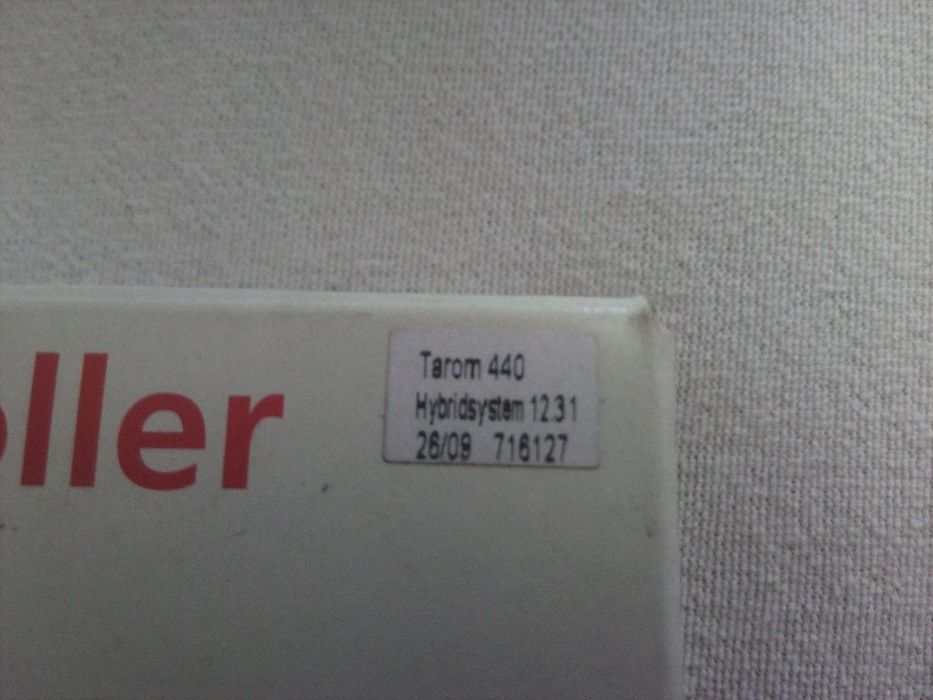 oller
Tarom 440
Hybridsystem 12.31
26/09 716127